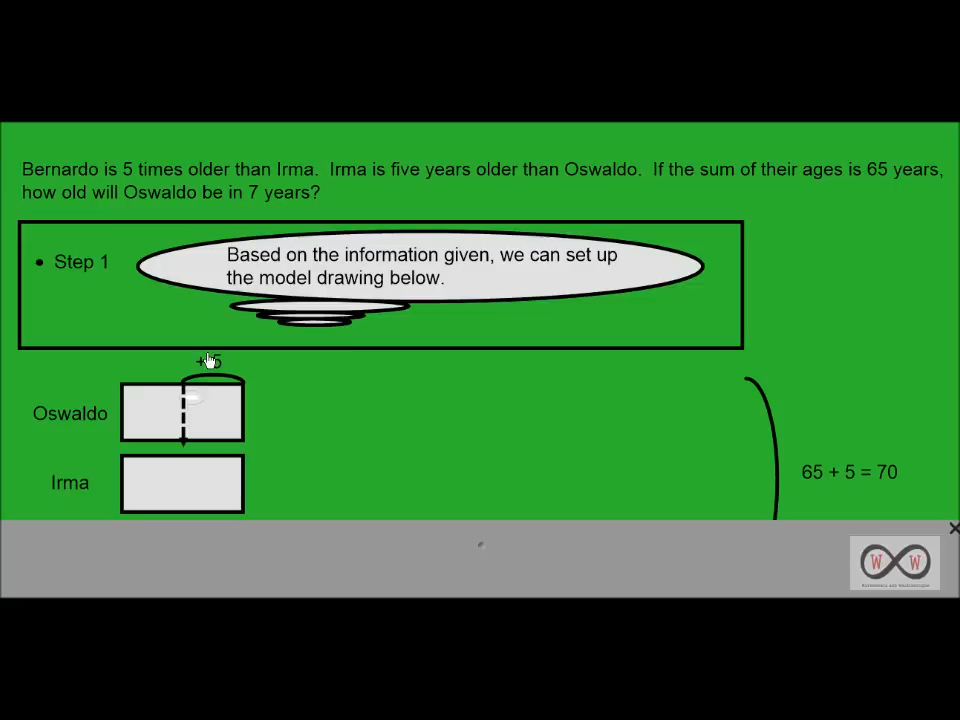 Bernardo is 5 times older than Irma. Irma is five years older than Oswaldo. If the sum of their ages is 65 years,
how old will Oswaldo be in 7 years?
• Step 1
Based on the information given, we can set up
the model drawing below.
+ 5
Oswaldo
Irma
65 + 5 = 70
W W